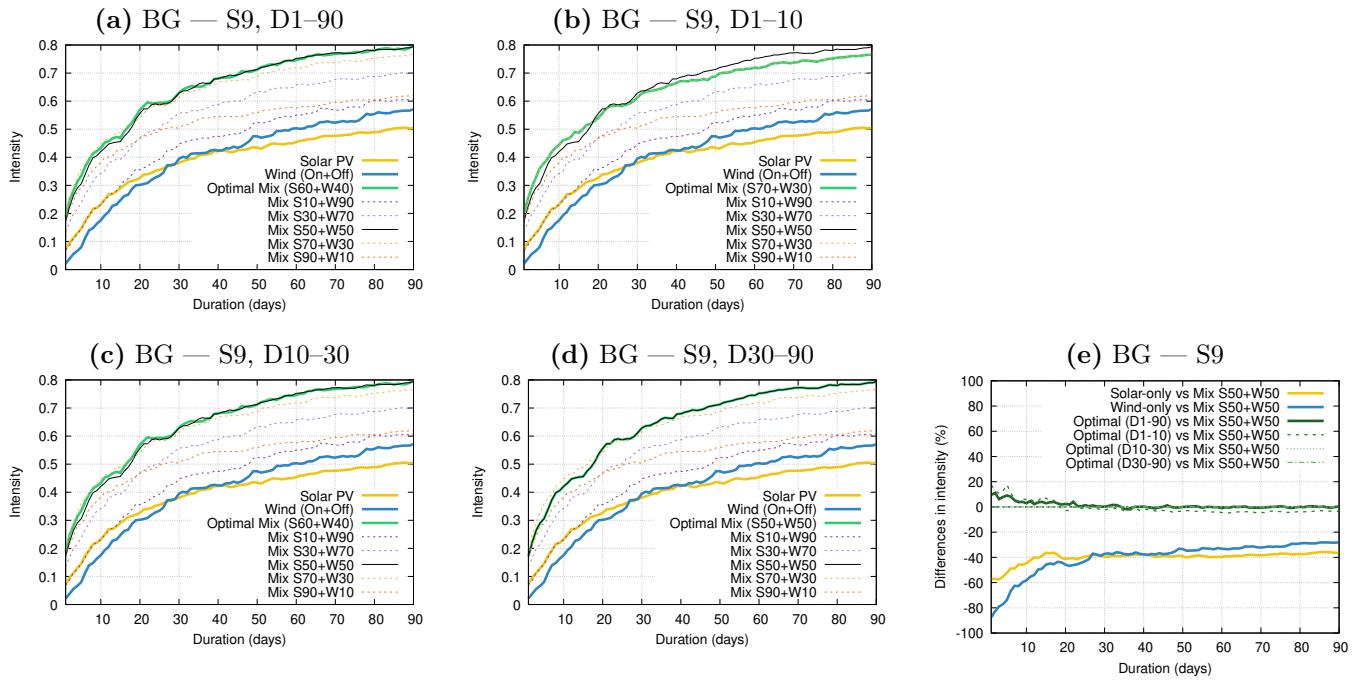 (a) BG — S9, D1–90
Intensity
0.8
0.7
0.6
0.5
0.4
0.3
0.2
0.1
0
Solar PV
Wind (On+Off)
Optimal Mix (S60+W40)
Mix S10+W90
Mix S30+W70
Mix S50+W50
Mix S70+W30
Mix S90+W10
10 20 30 40 50 60 70 80 90
Duration (days)
(b) BG — S9, D1–10
Intensity
0.8
0.7
0.6
0.5
0.4
0.3
0.2
0.1
0
Solar PV
Wind (On+Off)
Optimal Mix (S70+W30)
Mix S10+W90
Mix S30+W70
Mix S50+W50
Mix S70+W30
Mix S90+W10
10 20 30 40 50 60 70 80 90
Duration (days)
(c) BG — S9, D10–30
Intensity
0.8
0.7
0.6
0.5
0.4
0.3
0.2
0.1
0
Solar PV
Wind (On+Off)
Optimal Mix (S60+W40)
Mix S10+W90
Mix S30+W70
Mix S50+W50
Mix S70+W30
Mix S90+W10
10 20 30 40 50 60 70 80 90
Duration (days)
(d) BG — S9, D30–90
Intensity
0.8
0.7
0.6
0.5
0.4
0.3
0.2
0.1
0
Solar PV
Wind (On+Off)
Optimal Mix (S50+W50)
Mix S10+W90
Mix S30+W70
Mix S50+W50
Mix S70+W30
Mix S90+W10
10 20 30 40 50 60 70 80 90
Duration (days)
(e) BG — S9
Differences in intensity (%)
100
80
60
40
20
0
-20
-40
-60
-80
-100
Solar-only vs Mix S50+W50
Wind-only vs Mix S50+W50
Optimal (D1-90) vs Mix S50+W50
Optimal (D1-10) vs Mix S50+W50
Optimal (D10-30) vs Mix S50+W50
Optimal (D30-90) vs Mix S50+W50
10 20 30 40 50 60 70 80 90
Duration (days)